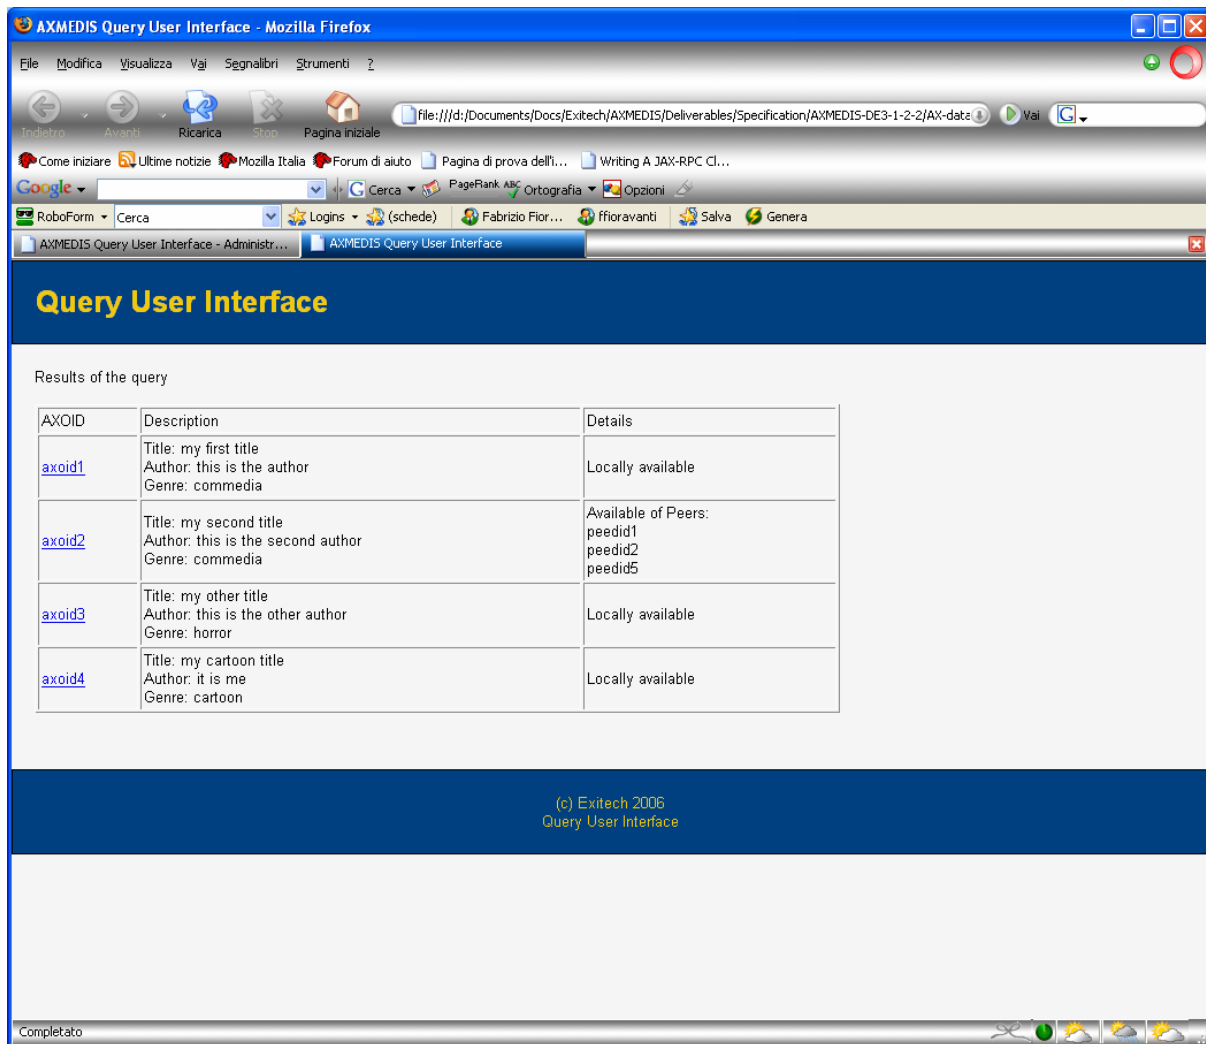 AXMEDIS Query User Interface - Mozilla Firefox
File Modifica Visualizza Vai Segnalibri Strumenti ?
Indietro Avanti Ricarica Stop Pagina iniziale
file:///d:/Documents/Docs/Exitech/AXMEDIS/Deliverables/Specification/AXMEDIS-DE3-1-2-2/AX-data Vai G
Come iniziare Ultime notizie Mozilla Italia Forum di aiuto Pagina di prova dell'i... Writing A JAX-RPC Cl...
Google G Cerca PageRank ABC Ortografia Opzioni
RoboForm Cerca Logins (schede) Fabrizio Fior... ffioravanti Salva Genera
AXMEDIS Query User Interface - Administr... AXMEDIS Query User Interface
Query User Interface
Results of the query
AXOID Description Details
axoid1
Title: my first title
Author: this is the author
Genre: commedia
Locally available
axoid2
Title: my second title
Author: this is the second author
Genre: commedia
Available of Peers:
peedid1
peedid2
peedid5
axoid3
Title: my other title
Author: this is the other author
Genre: horror
Locally available
axoid4
Title: my cartoon title
Author: it is me
Genre: cartoon
Locally available
(c) Exitech 2006
Query User Interface
Completato